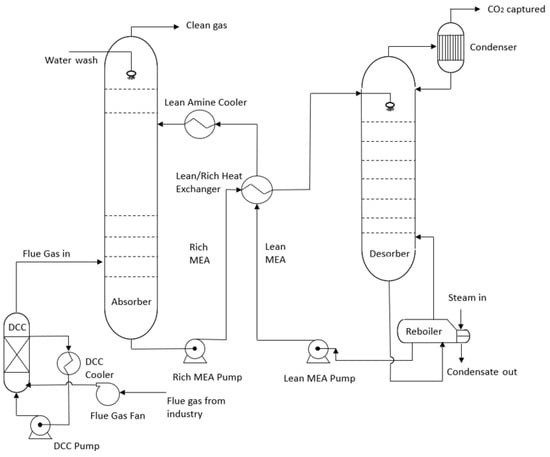 Clean gas
CO₂ captured
Condenser
Water wash
Lean Amine Cooler
Lean/Rich Heat
Exchanger
Rich
MEA
Lean
MEA
Flue Gas in
Desorber
Absorber
Steam in
DCC
Reboiler
DCC
Cooler
Rich MEA Pump
Lean MEA Pump
Condensate out
Flue Gas Fan
Flue gas from
industry
DCC Pump